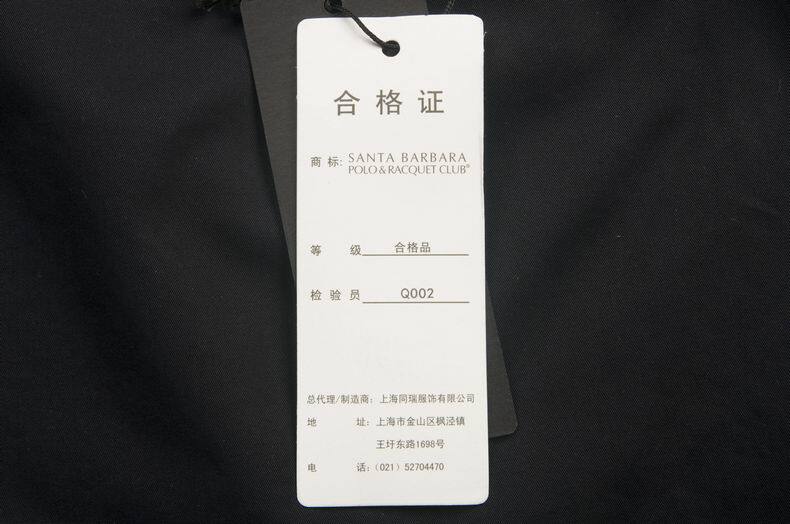 合格证
商 标: SANTA BARBARA
POLO & RACQUET CLUB®
等 级 合格品
检 验 员 Q002
总代理/制造商: 上海同瑞服饰有限公司
地 址: 上海市金山区枫泾镇
王圩东路1698号
电 话: (021) 52704470